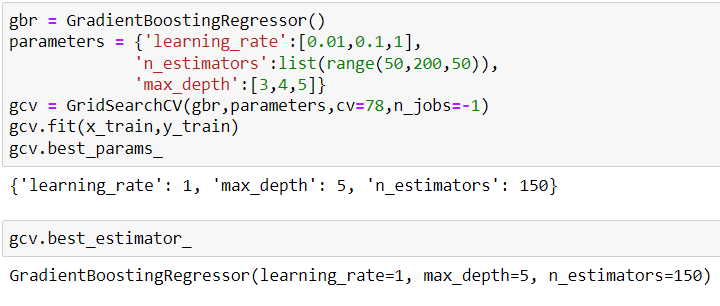 gbr = GradientBoostingRegressor()
parameters = {'learning_rate':[0.01,0.1,1],
'n_estimators':list(range(50,200,50)),
'max_depth':[3,4,5]}
gcv = GridSearchCV(gbr,parameters,cv=78,n_jobs=-1)
gcv.fit(x_train,y_train)
gcv.best_params_
{'learning_rate': 1, 'max_depth': 5, 'n_estimators': 150}
gcv.best_estimator_
GradientBoostingRegressor(learning_rate=1, max_depth=5, n_estimators=150)